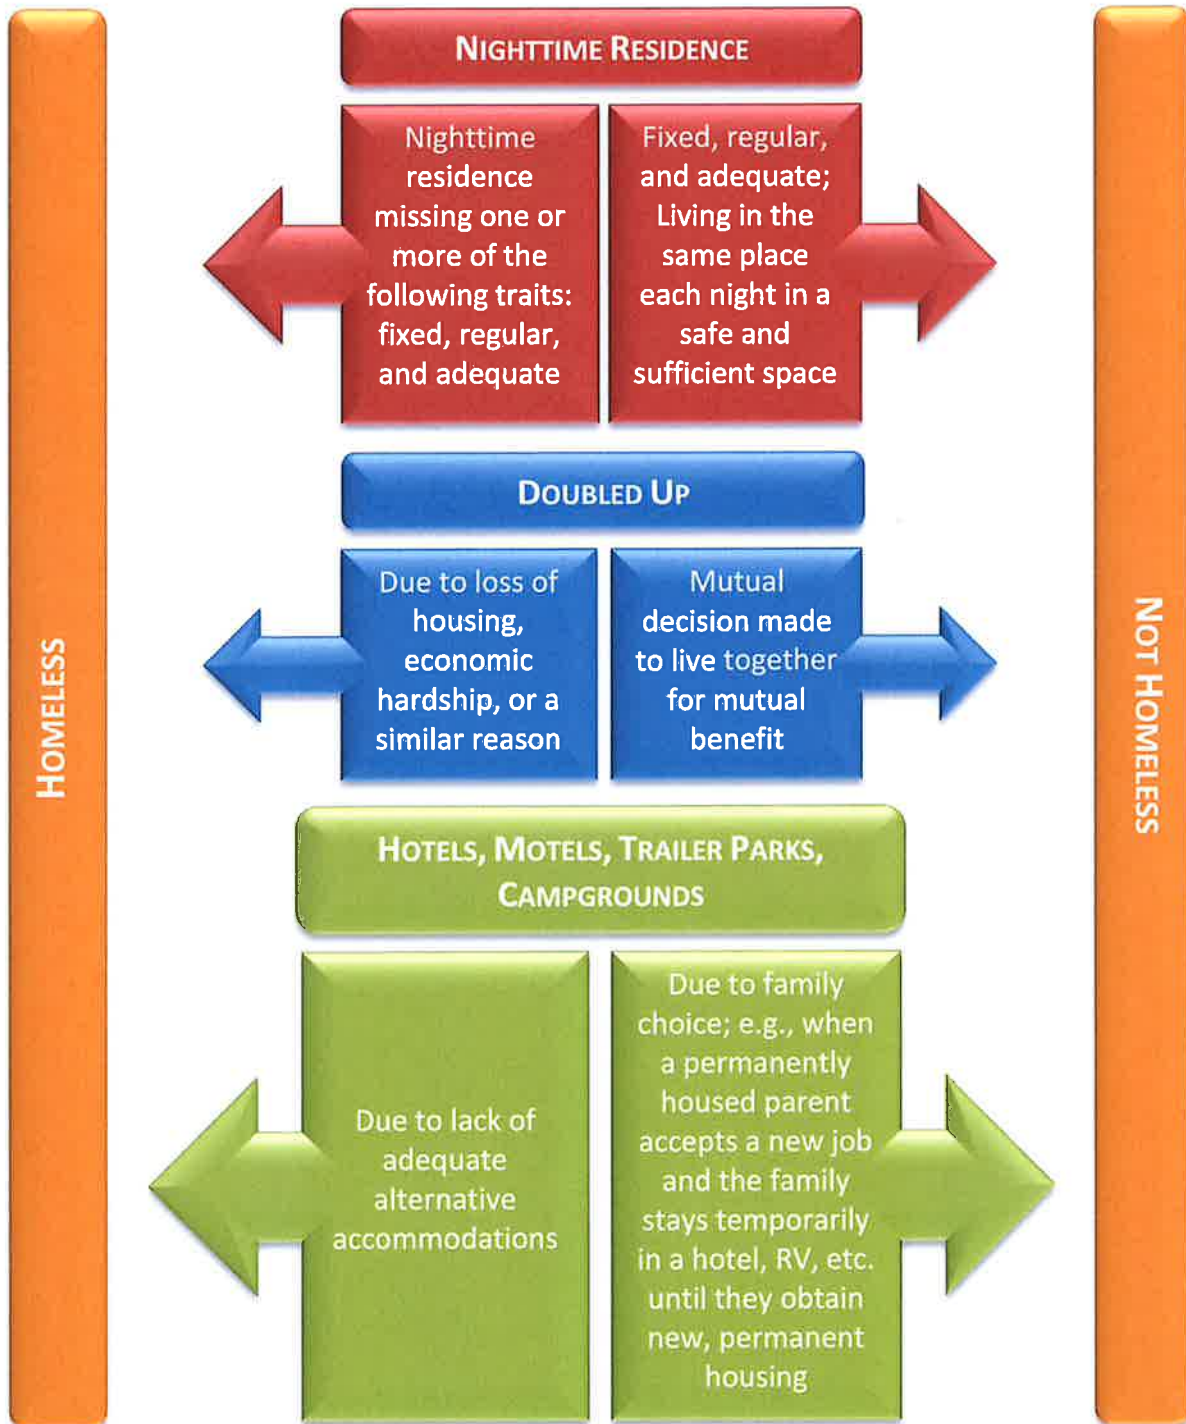 NIGHTTIME RESIDENCE
Nighttime
residence
missing one or
more of the
following traits:
fixed, regular,
and adequate
Fixed, regular,
and adequate;
Living in the
same place
each night in a
safe and
sufficient space
DOUBLED UP
Due to loss of
housing,
economic
hardship, or a
similar reason
Mutual
decision made
to live together
for mutual
benefit
HOTELS, MOTELS, TRAILER PARKS,
CAMPGROUNDS
Due to lack of
adequate
alternative
accommodations
Due to family
choice; e.g., when
a permanently
housed parent
accepts a new job
and the family
stays temporarily
in a hotel, RV, etc.
until they obtain
new, permanent
housing
HOMELESS
NOT HOMELESS